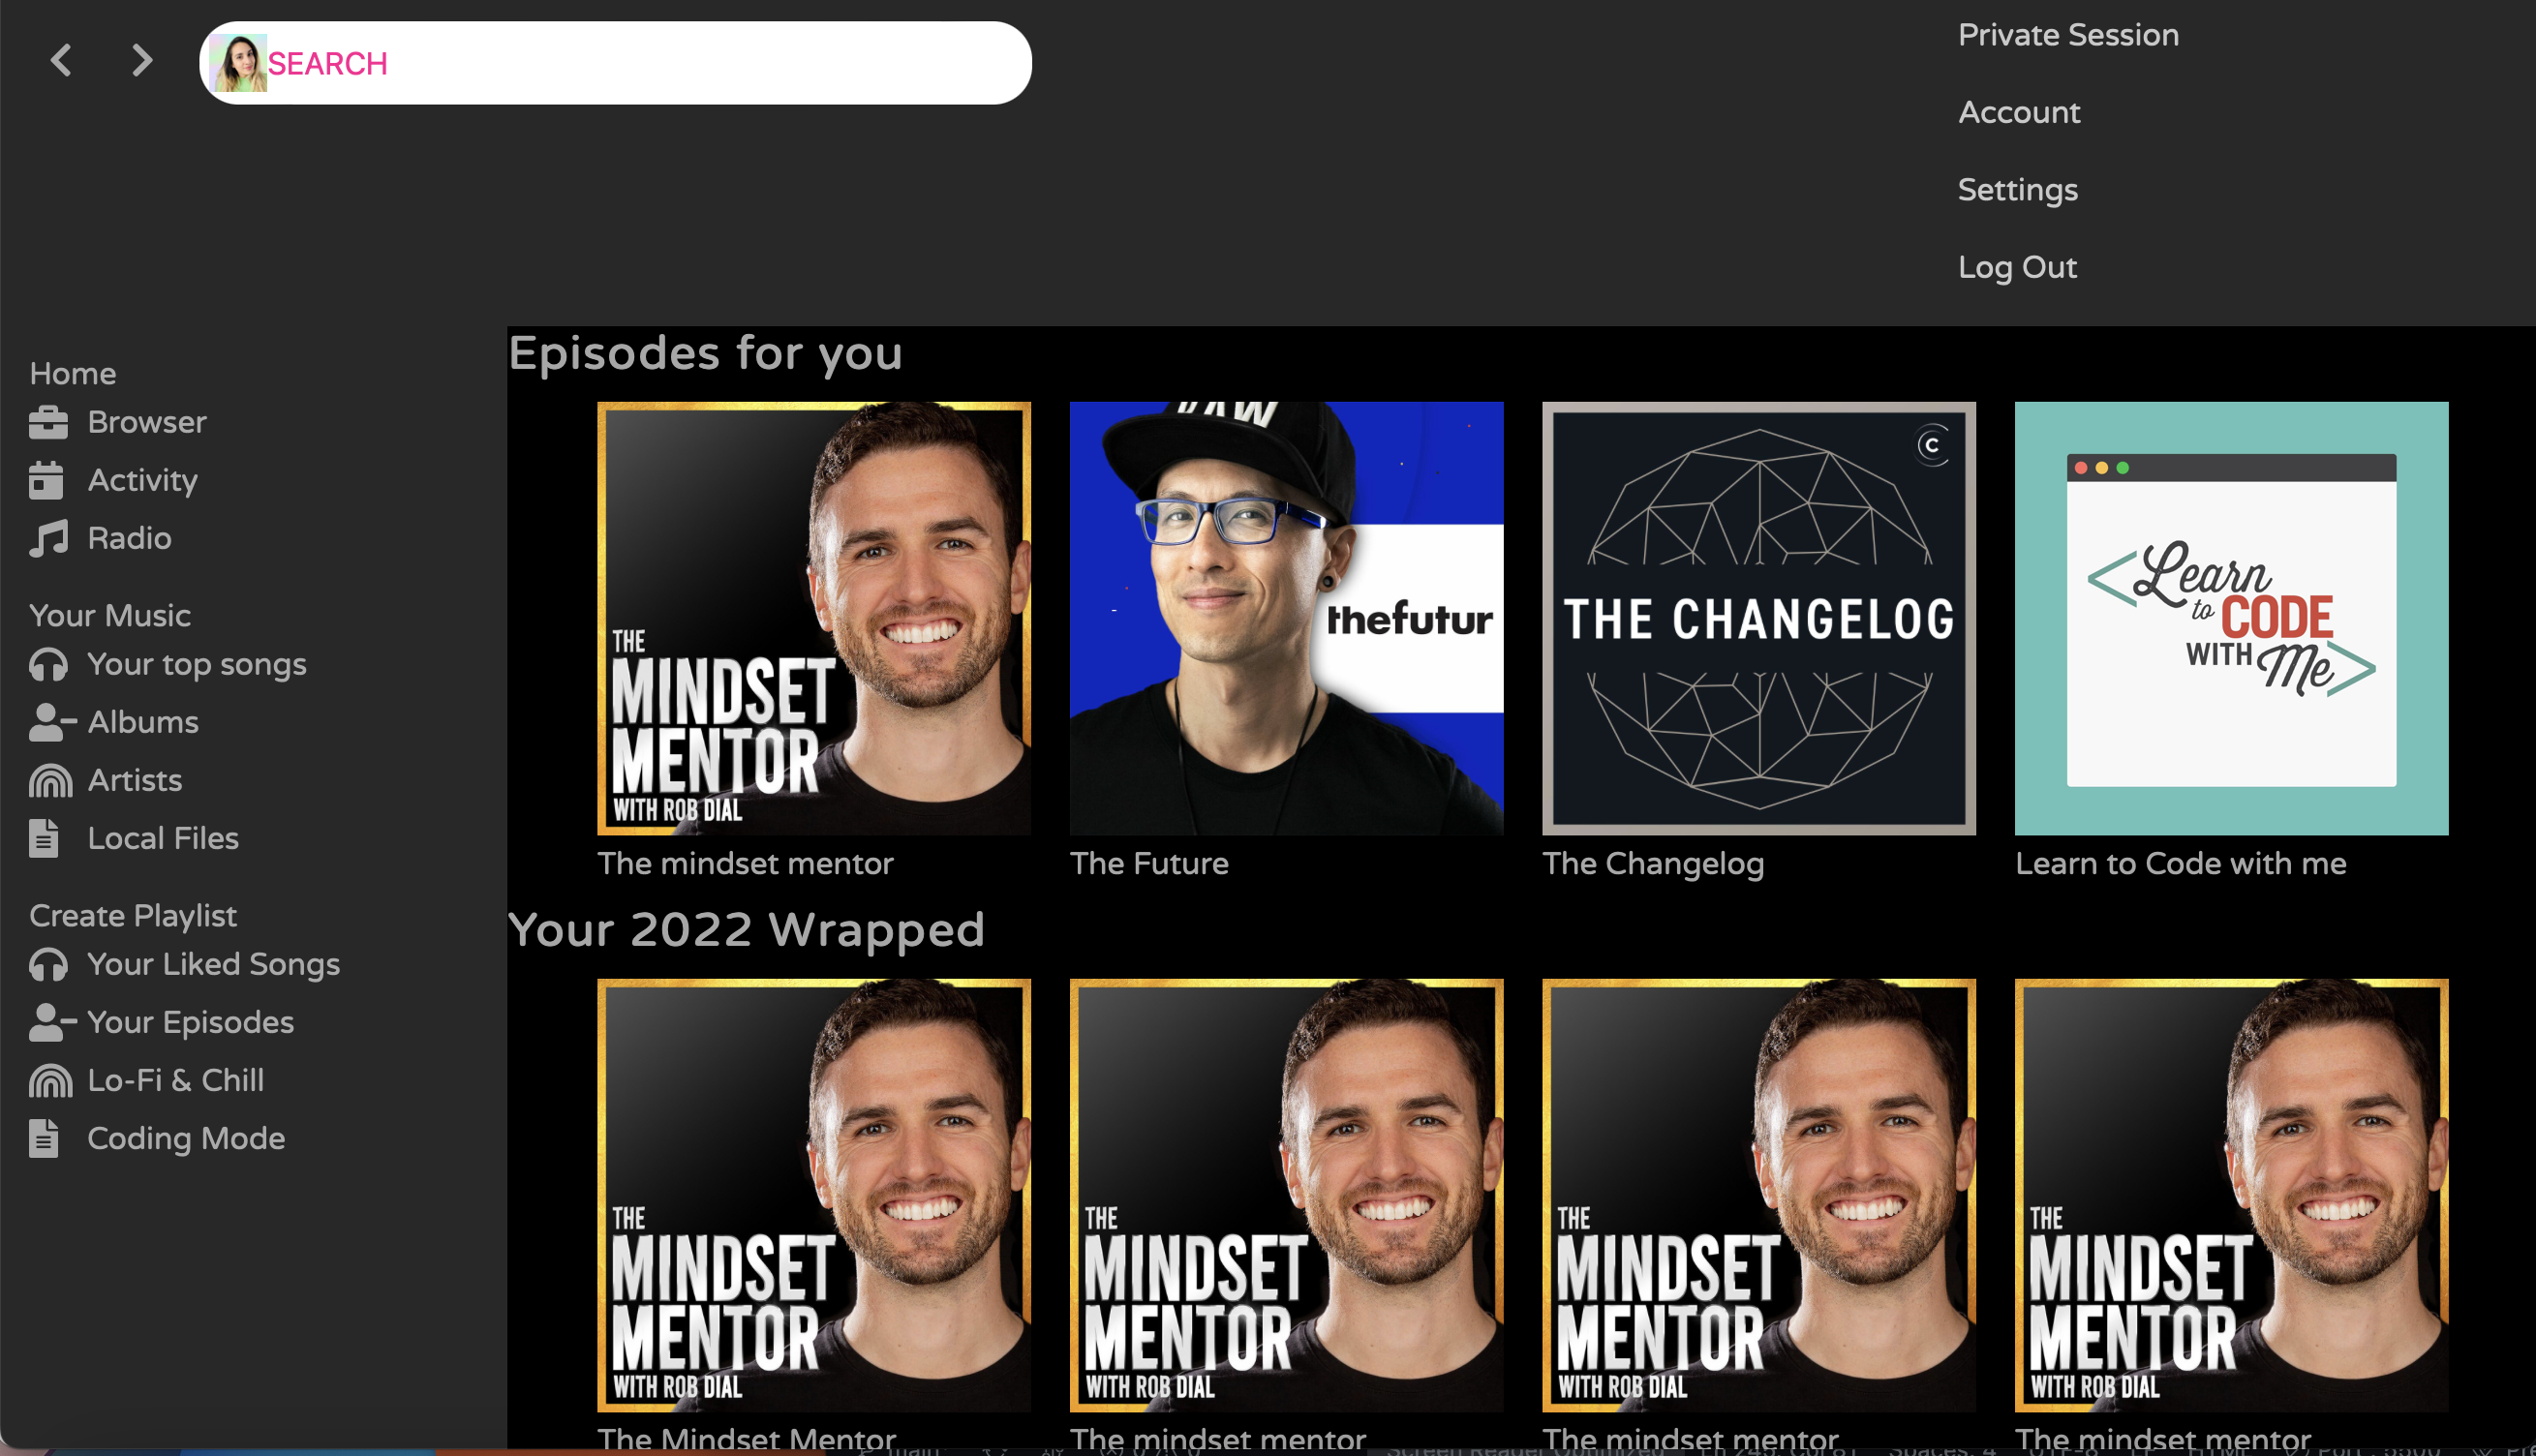 SEARCH
Private Session
Account
Settings
Log Out
Home
Browser
Activity
Radio
Your Music
Your top songs
Albums
Artists
Local Files
Create Playlist
Your Liked Songs
Your Episodes
Lo-Fi & Chill
Coding Mode
Episodes for you
THE
MINDSET
MENTOR
WITH ROB DIAL
The mindset mentor
thefutur
The Future
C
THE CHANGELOG
The Changelog
<Learn
to CODE
WITH Me>
Learn to Code with me
Your 2022 Wrapped
THE
MINDSET
MENTOR
WITH ROB DIAL
The Mindset Mentor
THE
MINDSET
MENTOR
WITH ROB DIAL
The mindset mentor
THE
MINDSET
MENTOR
WITH ROB DIAL
The mindset mentor
THE
MINDSET
MENTOR
WITH ROB DIAL
The mindset mentor